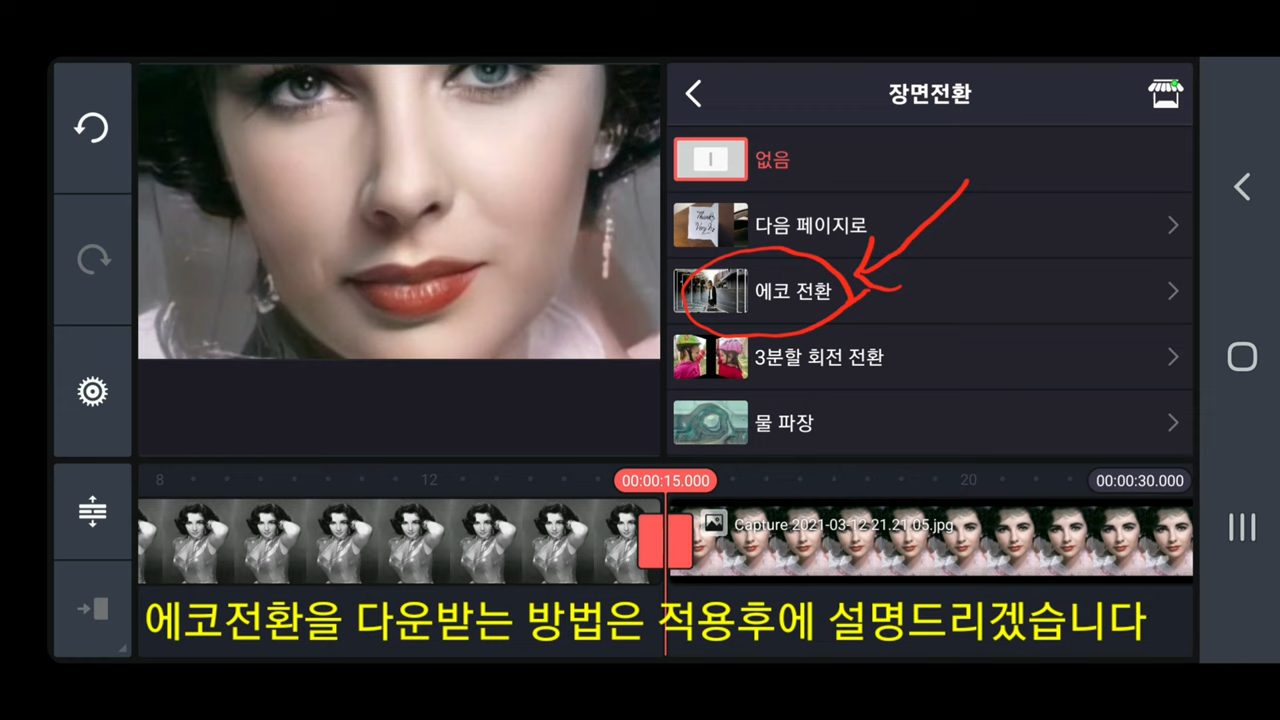 장면전환
없음
다음 페이지로
에코 전환
3분할 회전 전환
물 파장
8
12
00:00:15.000
20
00:00:30.000
Capture 2021-03-12 21.21.05.jpg
에코전환을 다운받는 방법은 적용후에 설명드리겠습니다